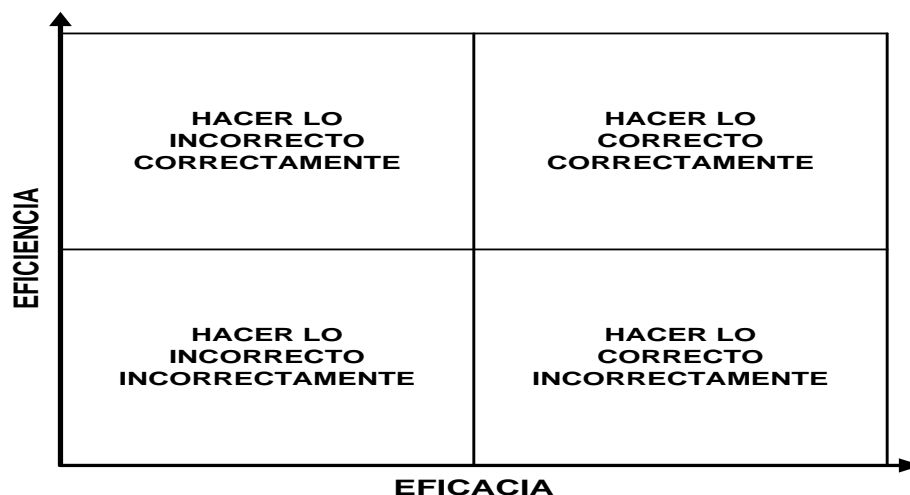 HACER LO
INCORRECTO
CORRECTAMENTE
HACER LO
CORRECTO
CORRECTAMENTE
EFICIENCIA
HACER LO
INCORRECTO
INCORRECTAMENTE
HACER LO
CORRECTO
INCORRECTAMENTE
EFICACIA